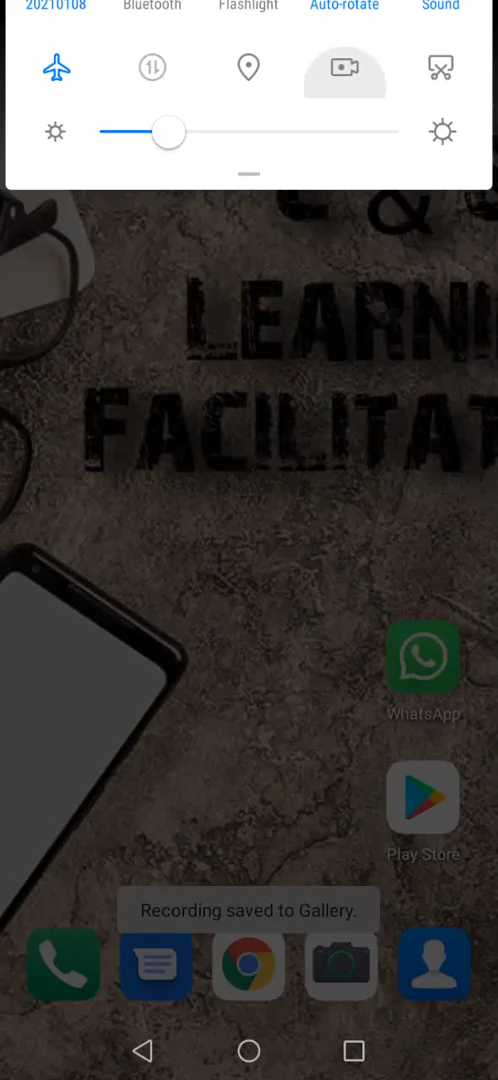 20210108 Bluetooth Flashlight Auto-rotate Sound
& C
LEARNI
FACILITAT
WhatsApp
Play Store
Recording saved to Gallery.